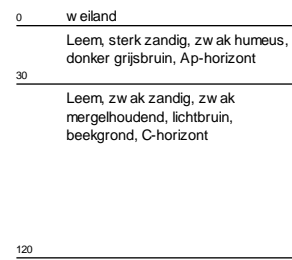 0 weiland
Leem, sterk zandig, zwak humeus,
donker grijsbruin, Ap-horizont
30
Leem, zwak zandig, zwak
mergelhoudend, lichtbruin,
beekgrond, C-horizont
120